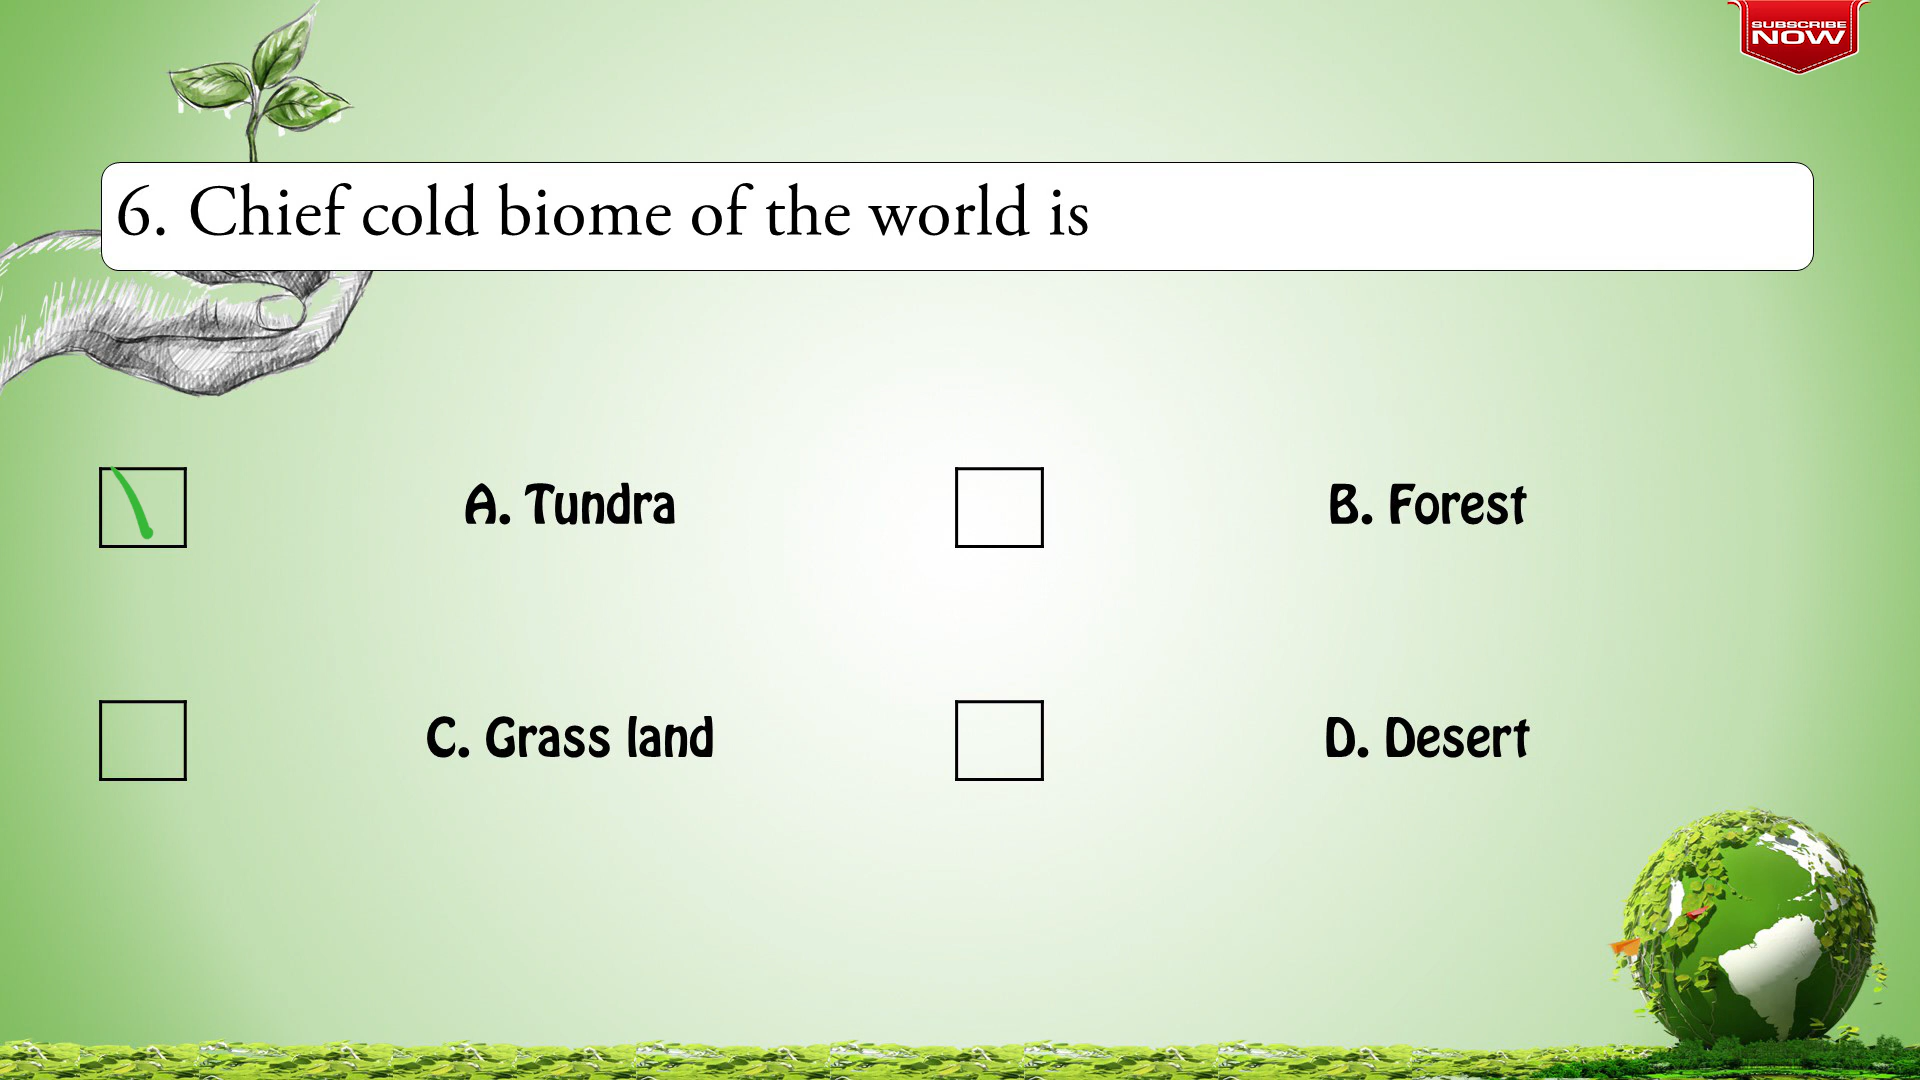 SUBSCRIBE
NOW
6. Chief cold biome of the world is
A. Tundra
B. Forest
C. Grass land
D. Desert